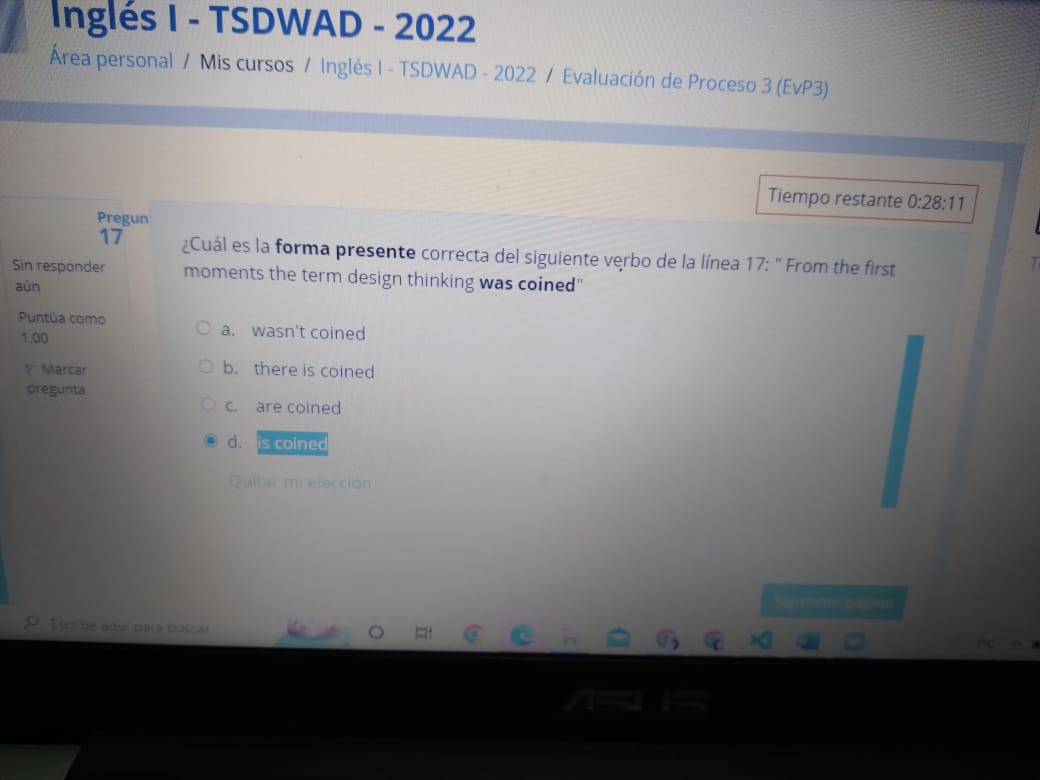 Inglés I - TSDWAD - 2022
Área personal / Mis cursos / Inglés I - TSDWAD - 2022 / Evaluación de Proceso 3 (EvP3)
Tiempo restante 0:28:11
Pregun
17
Sin responder
aún
Puntúa como
1,00
Marcar
pregunta
¿Cuál es la forma presente correcta del siguiente verbo de la línea 17: " From the first
moments the term design thinking was coined"
a. wasn't coined
b. there is coined
c. are coined
d. is coined
Quitar mi elección
Siguiente página
Escribe aquí para buscar
ASUS